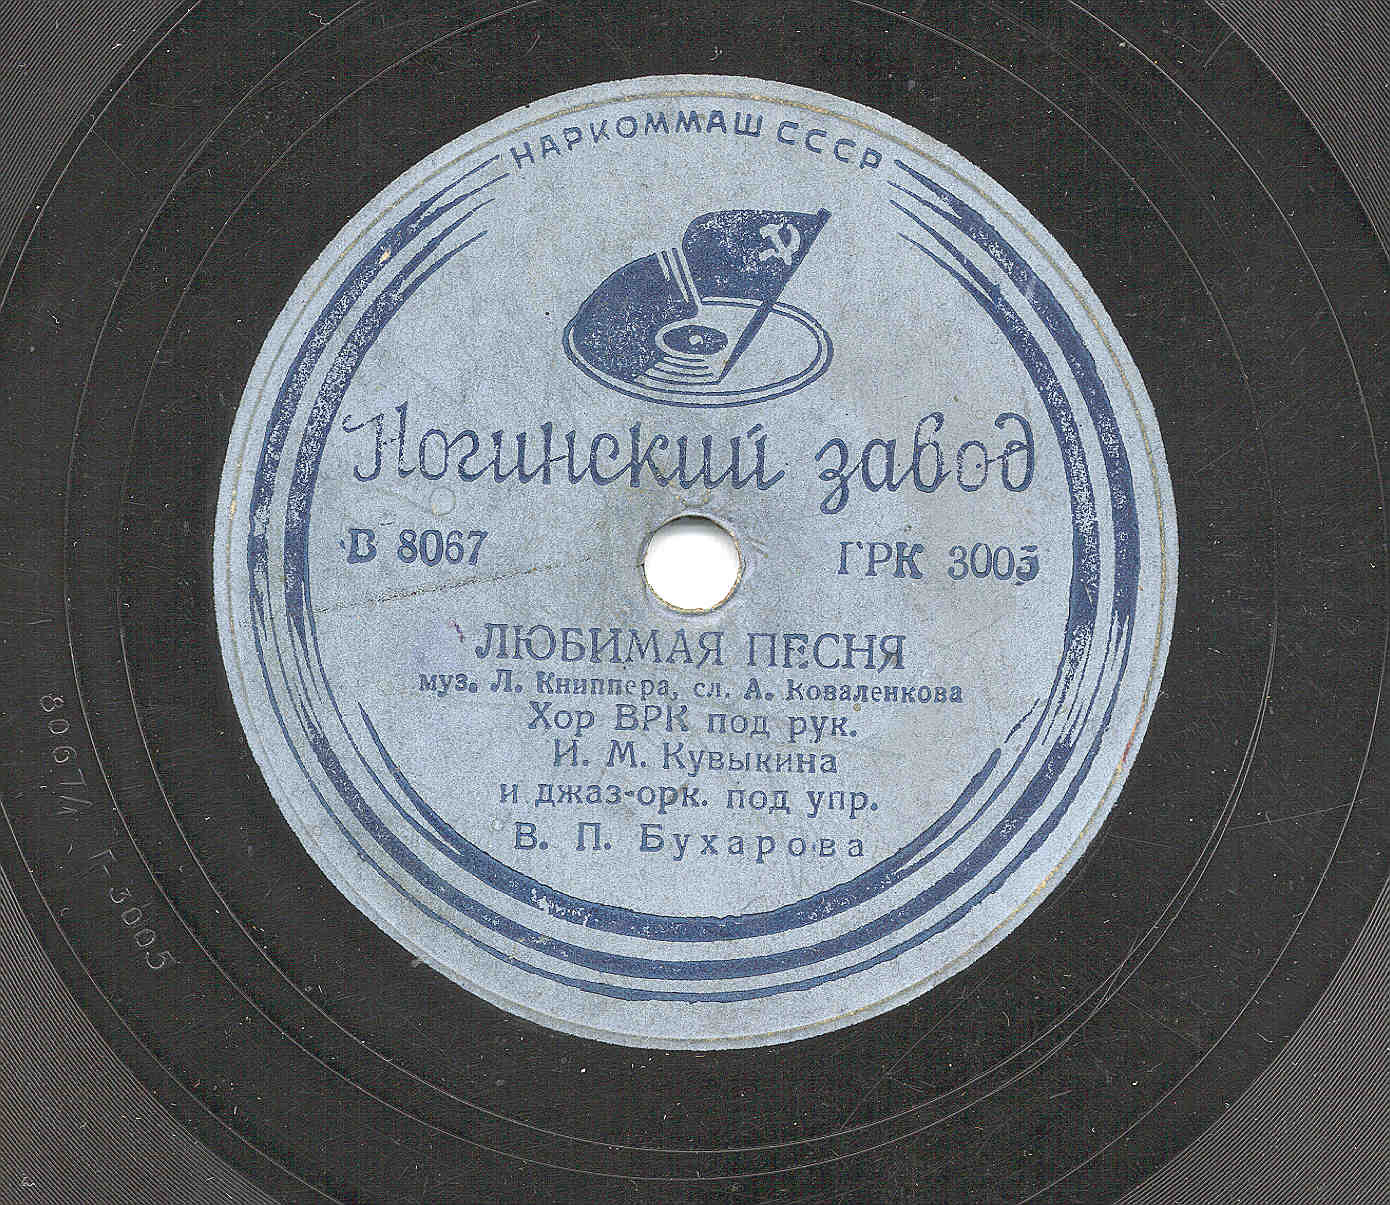 НАРКОММАШ СССР
Ногинский завод
В 8067 ГРК 3005
ЛЮБИМАЯ ПЕСНЯ
муз. Л. Книппера, сл. А. Коваленкова
Хор ВРК под рук.
И. М. Кувыкина
и джаз-орк. под упр.
В. П. Бухарова
8067/1 Г-3005